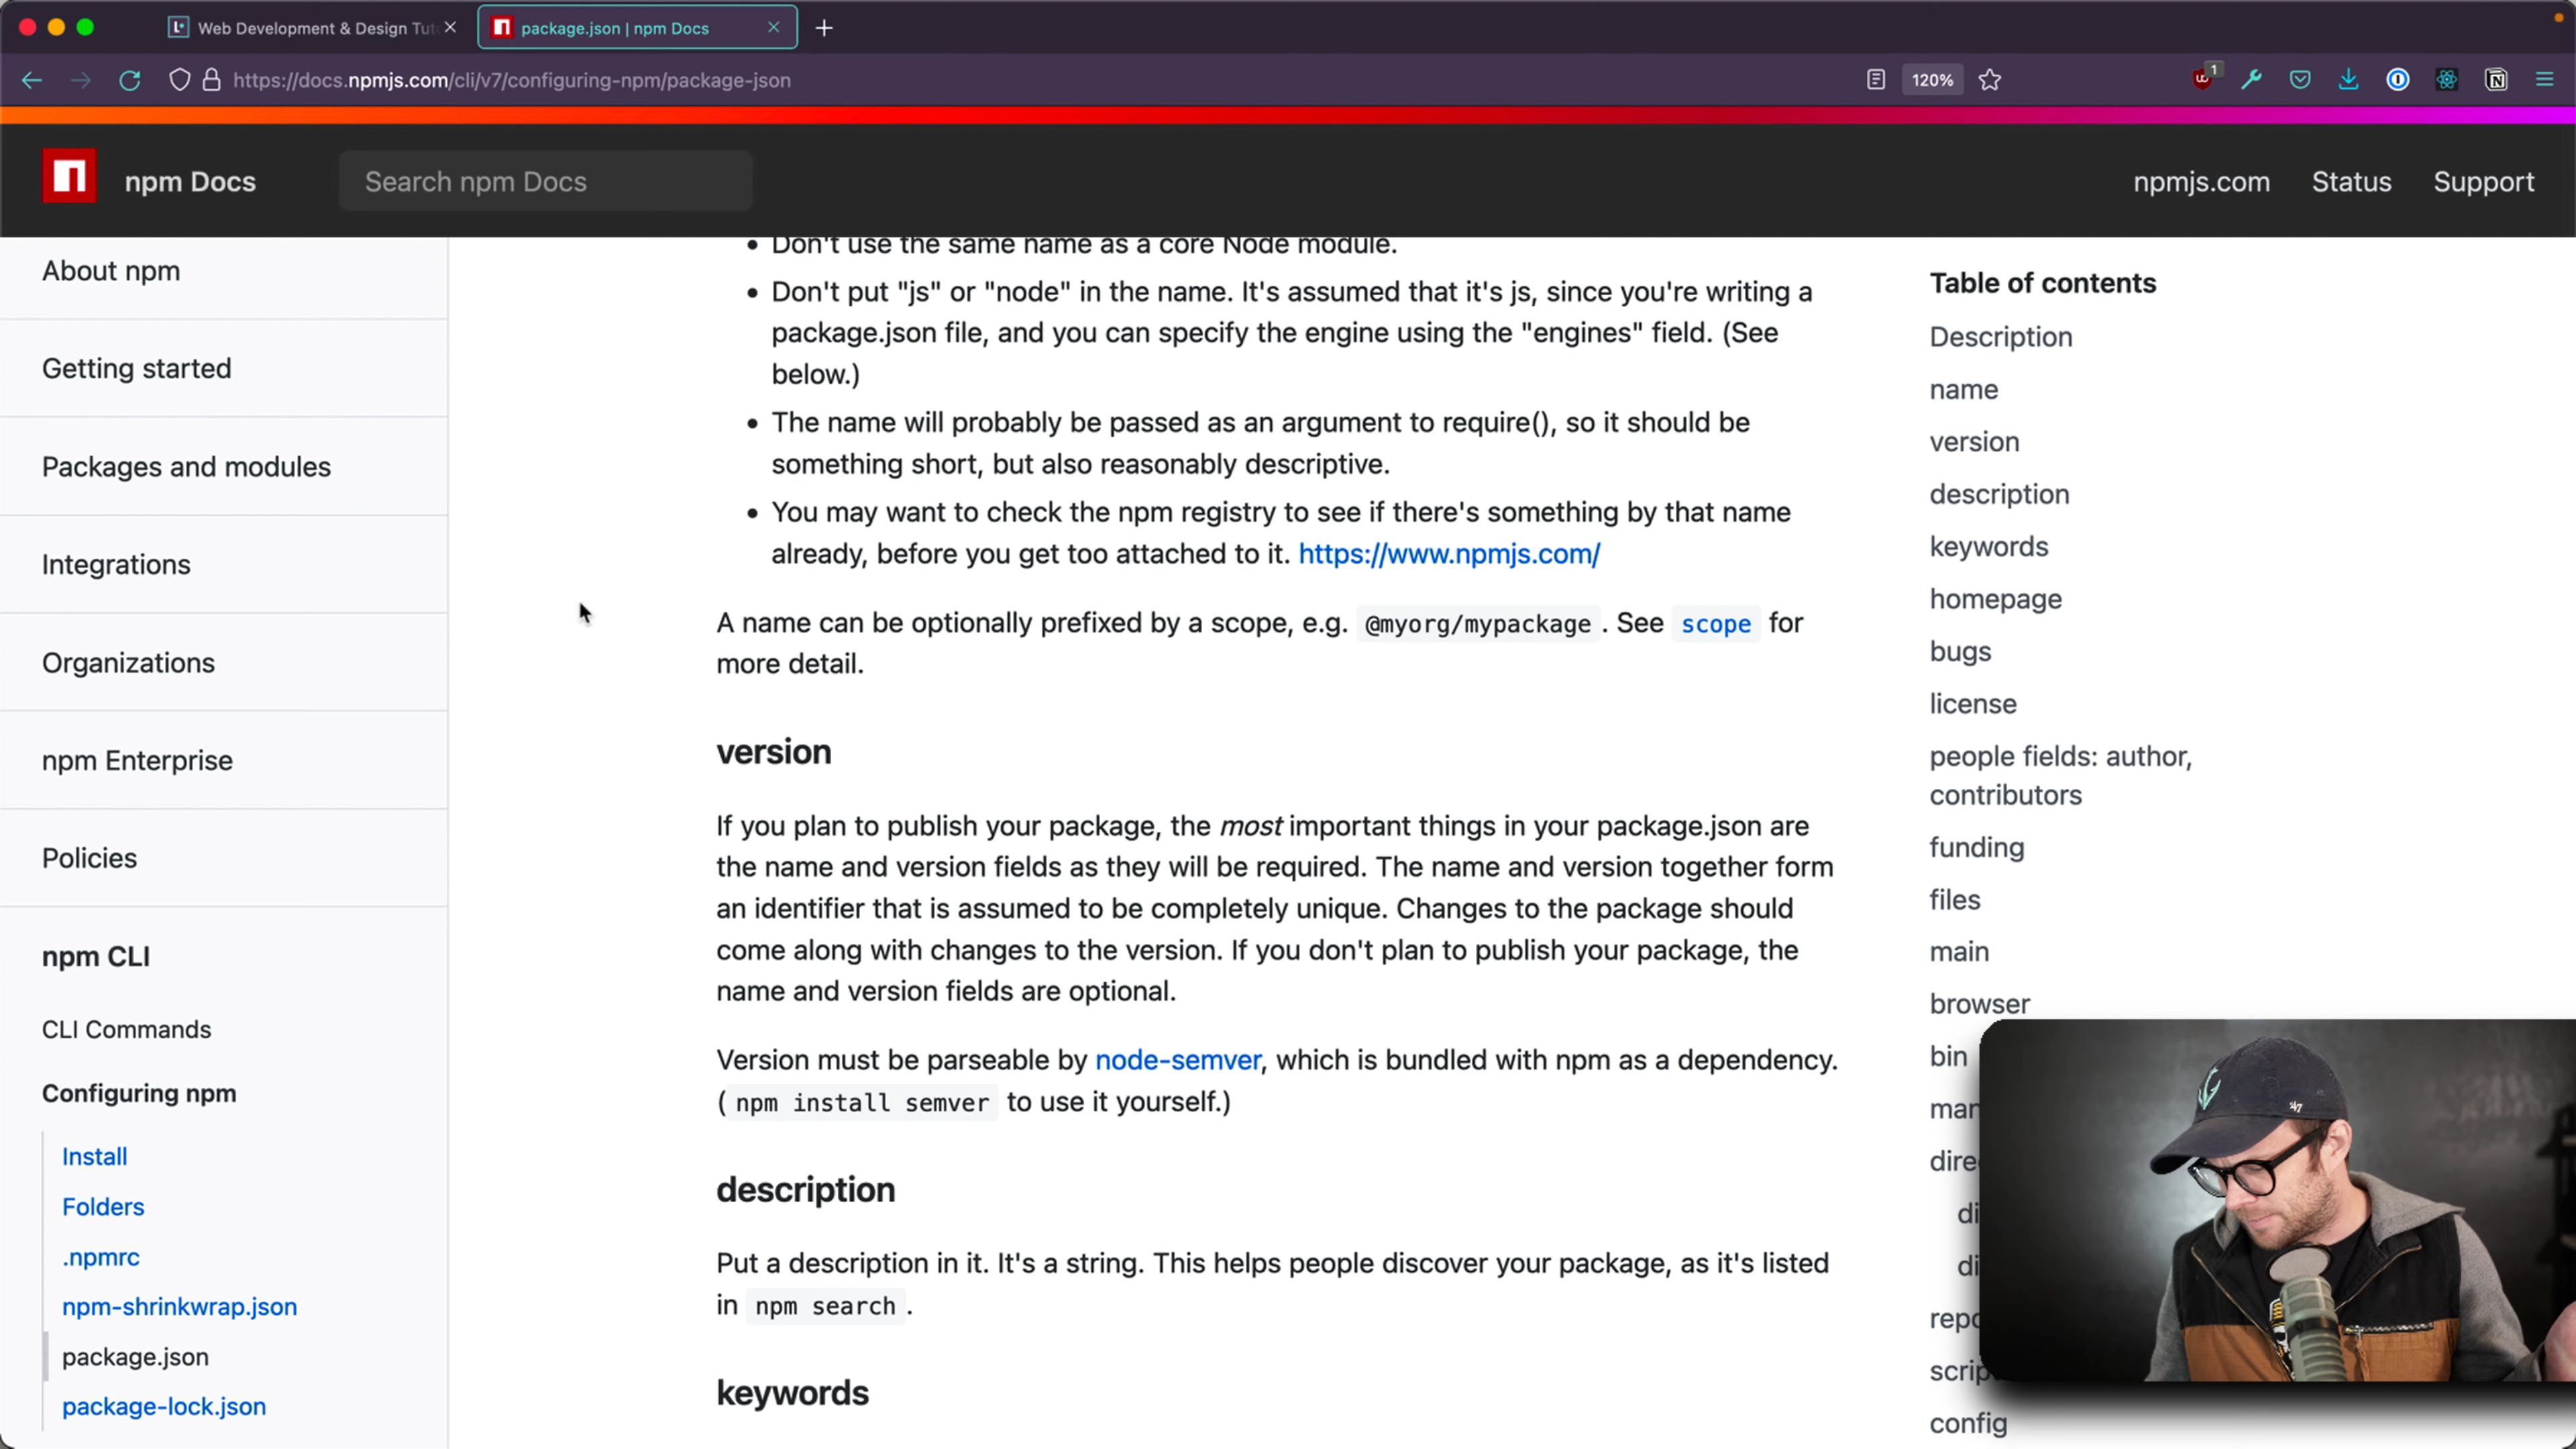 Web Development & Design Tut
package.json | npm Docs
https://docs.npmjs.com/cli/v7/configuring-npm/package-json
120%
1
npm Docs
Search npm Docs
npmjs.com
Status
Support
About npm
Getting started
Packages and modules
Integrations
Organizations
npm Enterprise
Policies
npm CLI
CLI Commands
Configuring npm
Install
Folders
.npmrc
npm-shrinkwrap.json
package.json
package-lock.json
• Don't use the same name as a core Node module.
• Don't put "js" or "node" in the name. It's assumed that it's js, since you're writing a
package.json file, and you can specify the engine using the "engines" field. (See
below.)
• The name will probably be passed as an argument to require(), so it should be
something short, but also reasonably descriptive.
• You may want to check the npm registry to see if there's something by that name
already, before you get too attached to it. https://www.npmjs.com/
A name can be optionally prefixed by a scope, e.g. @myorg/mypackage. See scope for
more detail.
version
If you plan to publish your package, the most important things in your package.json are
the name and version fields as they will be required. The name and version together form
an identifier that is assumed to be completely unique. Changes to the package should
come along with changes to the version. If you don't plan to publish your package, the
name and version fields are optional.
Version must be parseable by node-semver, which is bundled with npm as a dependency.
(npm install semver to use it yourself.)
description
Put a description in it. It's a string. This helps people discover your package, as it's listed
in npm search.
keywords
Table of contents
Description
name
version
description
keywords
homepage
bugs
license
people fields: author,
contributors
funding
files
main
browser
bin
man
dire
di
di
repo
scrip
config
'47